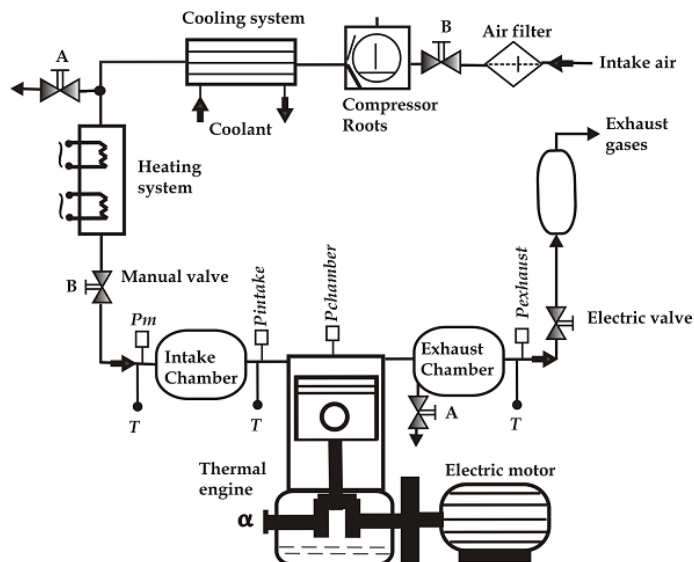 Cooling system
A
B
Air filter
Intake air
Compressor
Roots
Coolant
Exhaust
gases
Heating
system
B
Manual valve
Pm
Pintake
Pchamber
Pexhaust
Electric valve
Intake
Chamber
Exhaust
Chamber
T
T
A
T
Thermal
engine
Electric motor
α